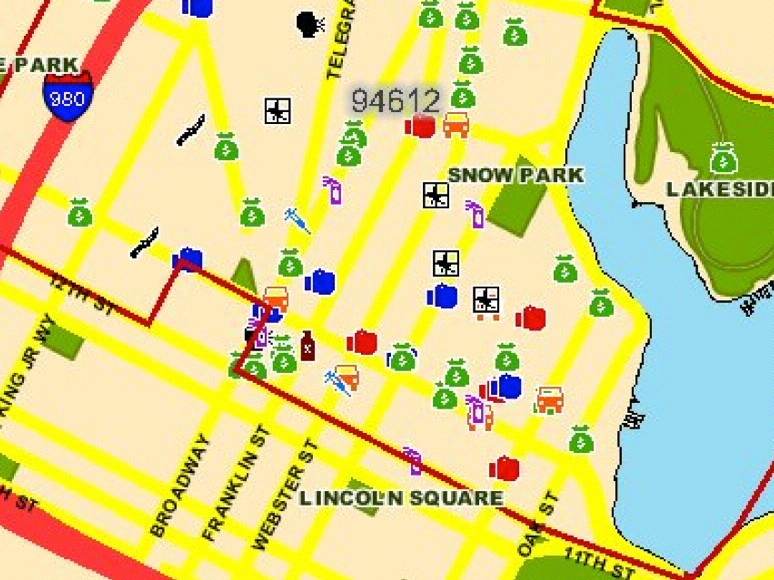 TELEGRA
E PARK
980
94612
SNOW PARK
LAKESID
12TH ST
KING JR WY
BROADWAY
FRANKLIN ST
WEBSTER ST
LINCOLN SQUARE
OAK ST
H ST
11TH ST